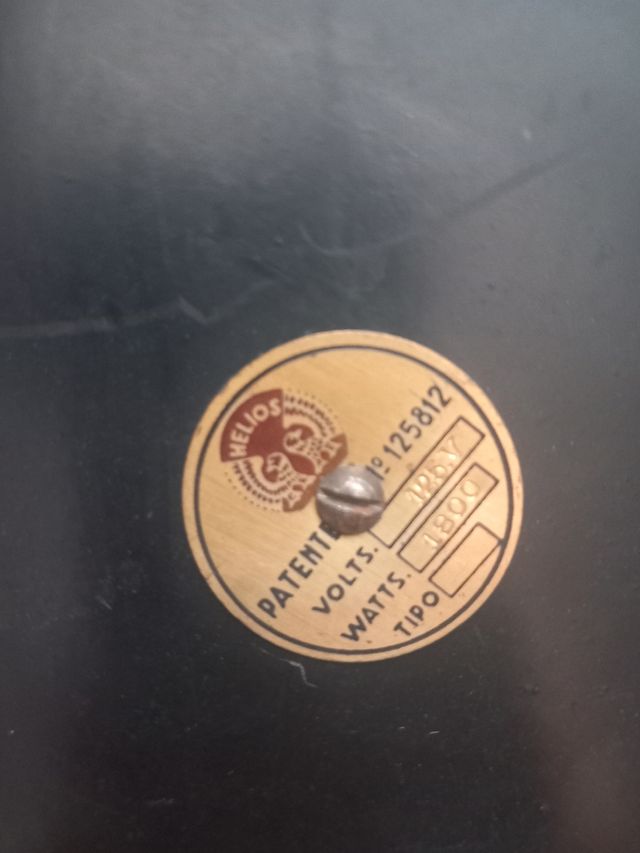 HELIOS
PATENTE Nº 125812
VOLTS. 125.V
WATTS. 1800
TIPO